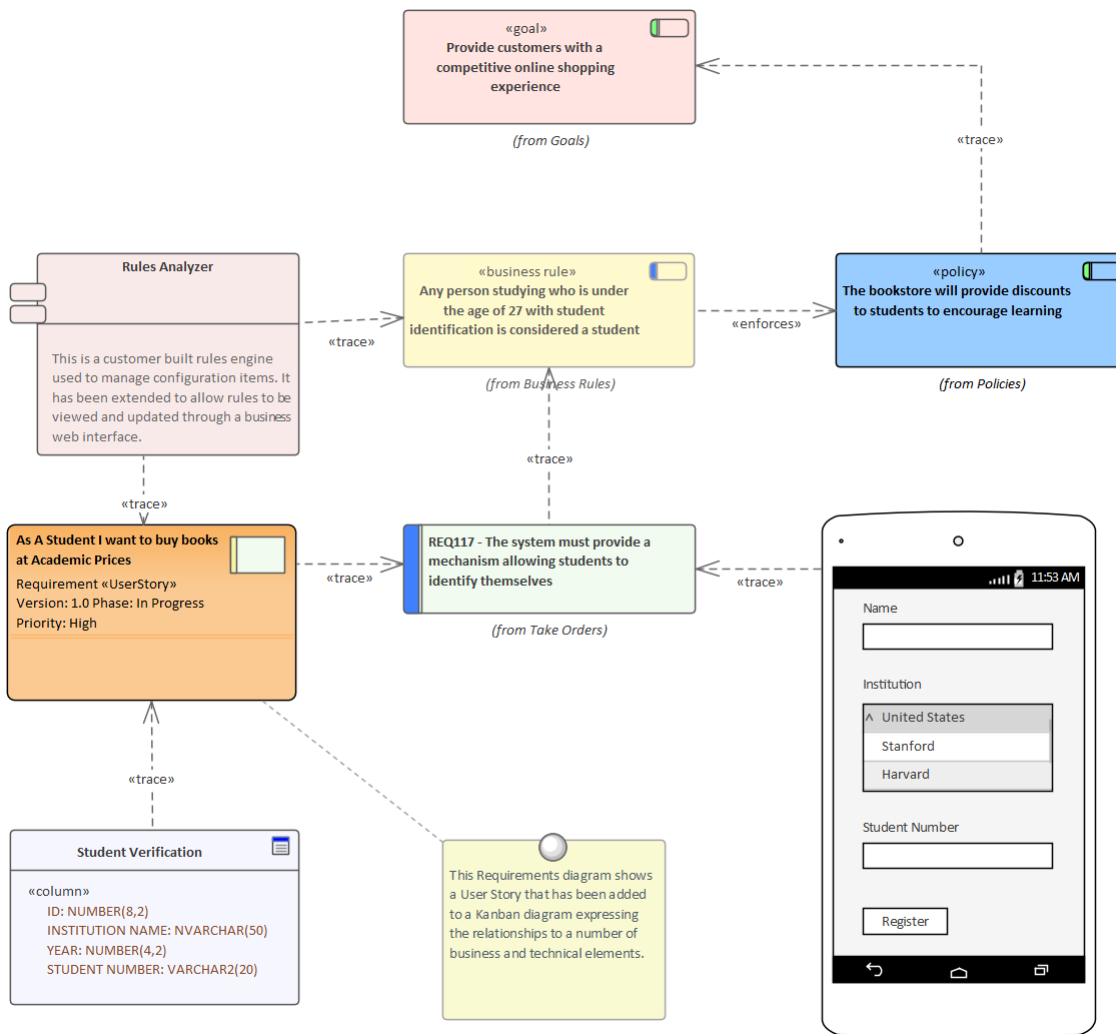 «goal»
Provide customers with a
competitive online shopping
experience
(from Goals)
«trace»
Rules Analyzer
This is a customer built rules engine
used to manage configuration items. It
has been extended to allow rules to be
viewed and updated through a business
web interface.
«trace»
«business rule»
Any person studying who is under
the age of 27 with student
identification is considered a student
(from Business Rules)
«enforces»
«policy»
The bookstore will provide discounts
to students to encourage learning
(from Policies)
«trace»
«trace»
As A Student I want to buy books
at Academic Prices
Requirement «UserStory»
Version: 1.0 Phase: In Progress
Priority: High
«trace»
REQ117 - The system must provide a
mechanism allowing students to
identify themselves
(from Take Orders)
«trace»
11:53 AM
Name
Institution
United States
Stanford
Harvard
Student Number
Register
«trace»
Student Verification
«column»
ID: NUMBER(8,2)
INSTITUTION NAME: NVARCHAR(50)
YEAR: NUMBER(4,2)
STUDENT NUMBER: VARCHAR2(20)
This Requirements diagram shows
a User Story that has been added
to a Kanban diagram expressing
the relationships to a number of
business and technical elements.